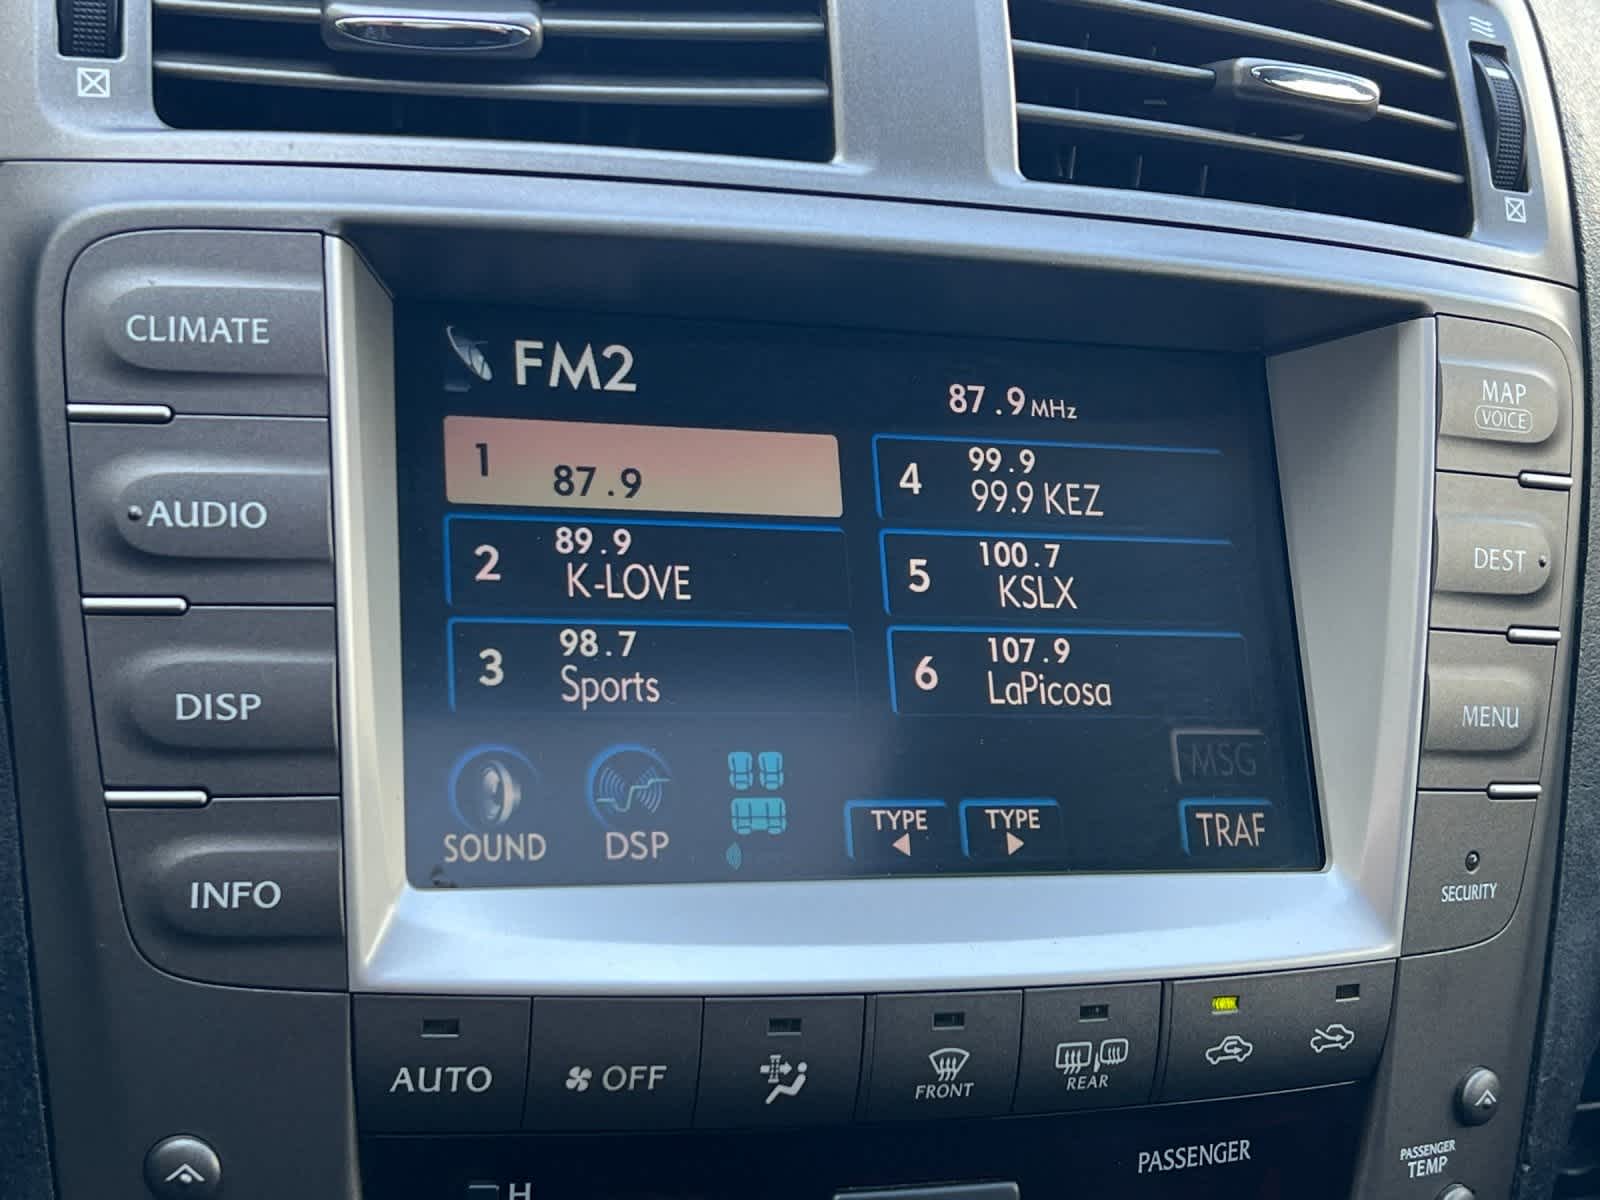 CLIMATE
AUDIO
DISP
INFO
FM2
87.9 MHz
1
87.9
2
89.9
K-LOVE
3
98.7
Sports
4
99.9
99.9 KEZ
5
100.7
KSLX
6
107.9
LaPicosa
SOUND
DSP
TYPE
TYPE
MSG
TRAF
MAP
VOICE
DEST
MENU
SECURITY
AUTO
OFF
FRONT
REAR
PASSENGER
PASSENGER
TEMP
H